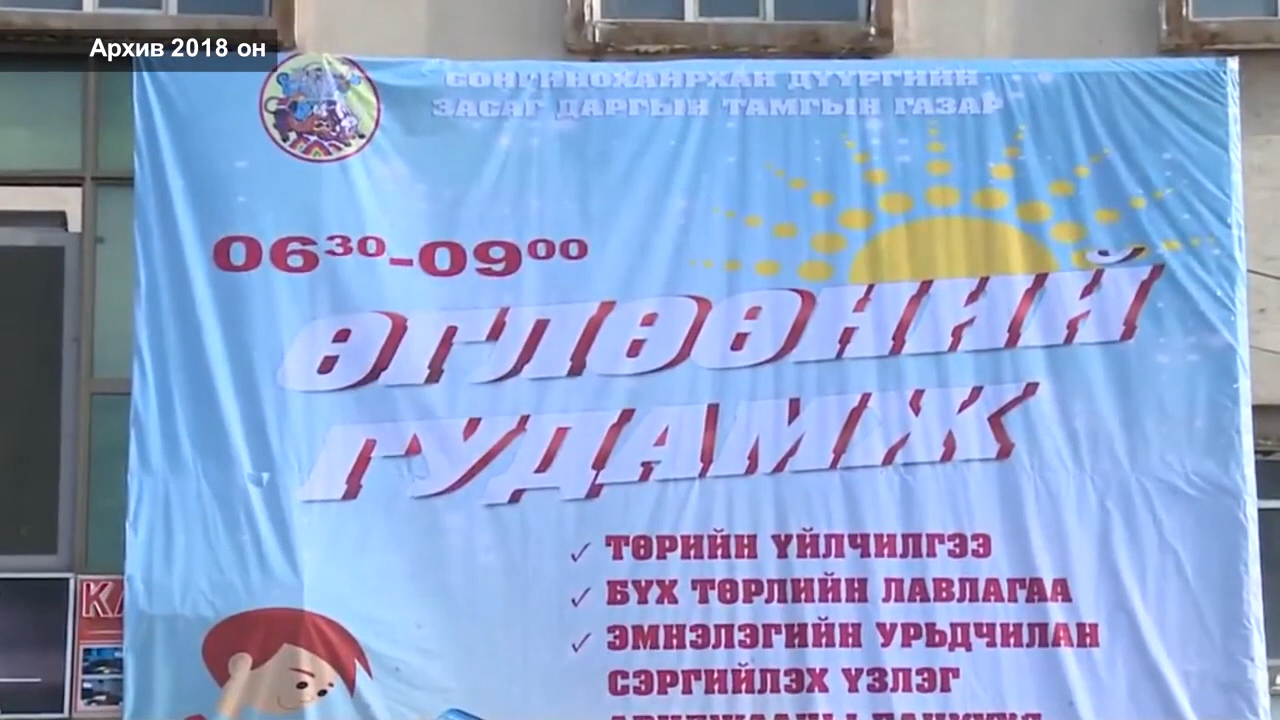 Архив 2018 он
СОНГИНОХАЙРХАН ДҮҮРГИЙН
ЗАСАГ ДАРГЫН ТАМГЫН ГАЗАР
06³⁰-09⁰⁰
ӨГЛӨӨНИЙ
ГУДАМЖ
✓ ТӨРИЙН ҮЙЛЧИЛГЭЭ
✓ БҮХ ТӨРЛИЙН ЛАВЛАГАА
✓ ЭМНЭЛЭГИЙН УРЬДЧИЛАН
СЭРГИЙЛЭХ ҮЗЛЭГ